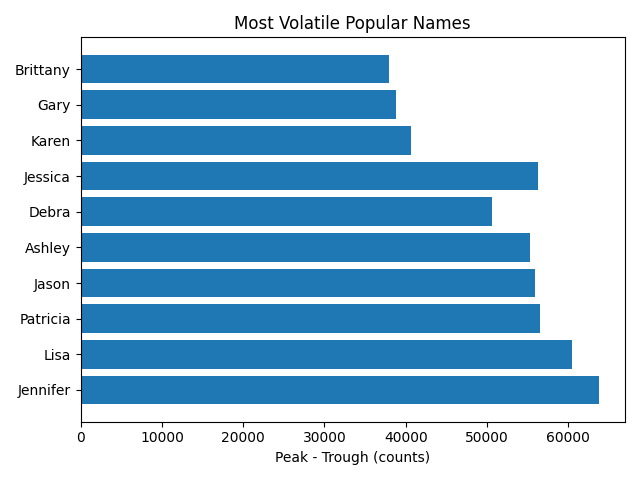 Most Volatile Popular Names
Brittany
Gary
Karen
Jessica
Debra
Ashley
Jason
Patricia
Lisa
Jennifer
0 10000 20000 30000 40000 50000 60000
Peak - Trough (counts)